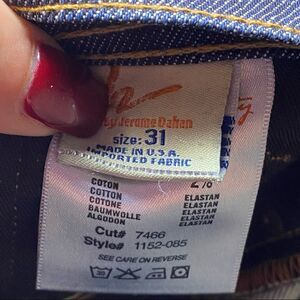 by Jerome Dahan
size: 31
MADE IN U.S.A.
IMPORTED FABRIC
2%
COTON ELASTAN
COTTON ELASTAN
COTONE ELASTAN
BAUMWOLLE ELASTAN
ALGODON ELASTAN
Cut# 7466
Style# 1152-085
SEE CARE ON REVERSE